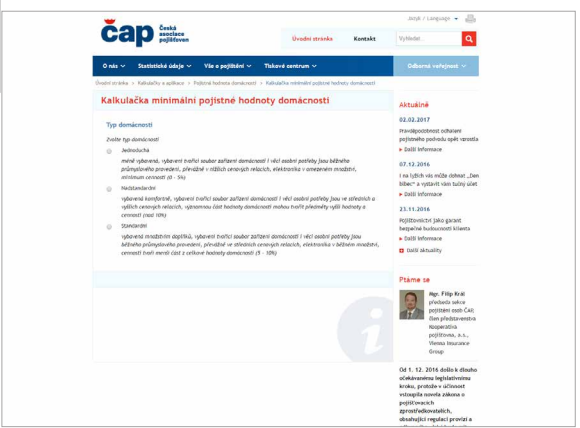 Jazyk / Language
čap Česká asociace pojišťoven
Úvodní stránka Kontakt Vyhledat
O nás Statistické údaje Vše o pojištění Tiskové centrum Odborná veřejnost
Úvodní stránka > Kalkulačky a aplikace > Pojistná hodnota domácnosti > Kalkulačka minimální pojistné hodnoty domácnosti
Kalkulačka minimální pojistné hodnoty domácnosti
Typ domácnosti
Zvolte typ domácnosti
Jednoduchá
méně vybavená, vybavení tvořící soubor zařízení domácností i věcí osobní potřeby jsou běžného
průmyslového provedení, převážně v nižších cenových relacích, elektronika v omezeném množství,
minimum cenností (0 - 5%)
Nadstandardní
vybavená komfortně, vybavení tvořící soubor zařízení domácností i věcí osobní potřeby jsou ve středních a
vyšších cenových relacích, významnou část hodnoty domácností mohou tvořit předměty vyšší hodnoty a
cennosti (nad 10%)
Standardní
vybavená množstvím doplňků, vybavení tvořící soubor zařízení domácností i věcí osobní potřeby jsou
běžného průmyslového provedení, převážně ve středních cenových relacích, elektronika v běžném množství,
cennosti tvoří menší část z celkové hodnoty domácnosti (5 - 10%)
Aktuálně
02.02.2017
Pravděpodobnost odhalení
pojistného podvodu opět vzrostla
Další informace
07.12.2016
I na lyžích vás může dohnat „Den
blbec“ a vystavit vám tučný účet
Další informace
23.11.2016
Pojišťovnictví jako garant
bezpečné budoucnosti klienta
Další informace
Další aktuality
Ptáme se
Mgr. Filip Král
předseda sekce
pojištění osob ČAP,
člen představenstva
Kooperativa
pojišťovna, a.s.,
Vienna Insurance
Group
Od 1. 12. 2016 došlo k dlouho
očekávanému legislativnímu
kroku, protože v účinnost
vstoupila novela zákona o
pojišťovacích
zprostředkovatelích,
obsahující regulaci provizí a